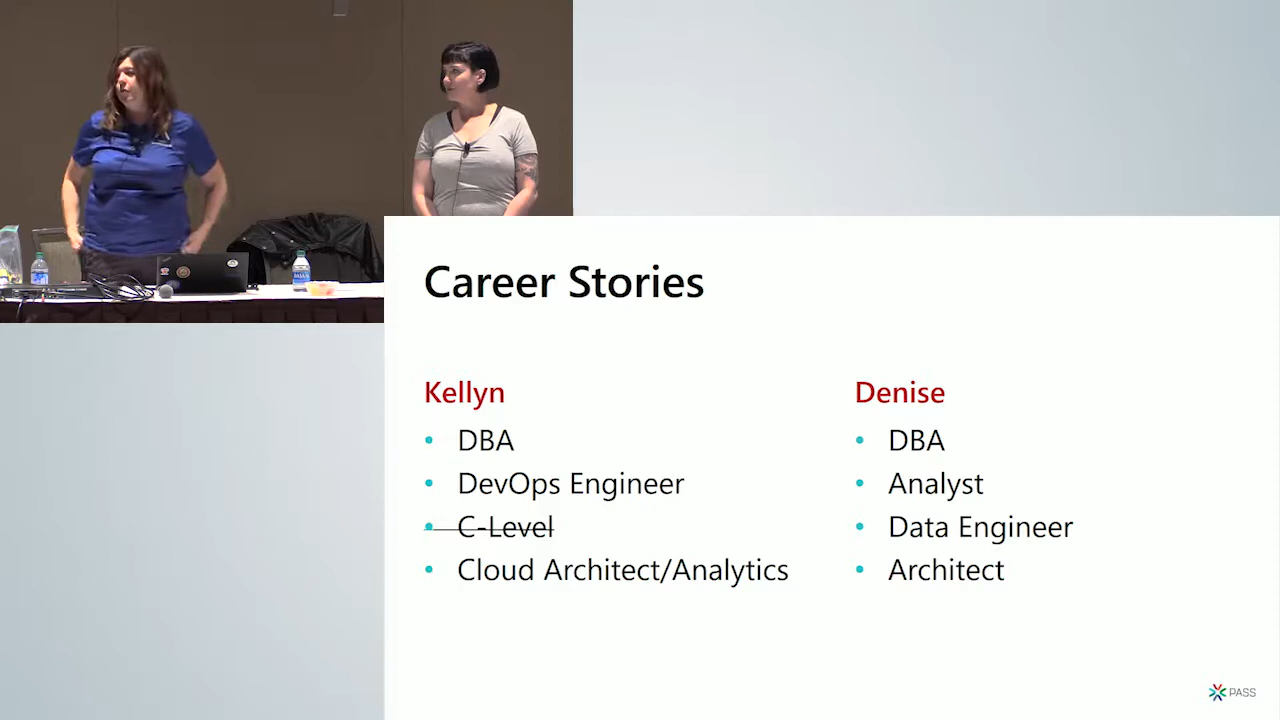 Career Stories
Kellyn
• DBA
• DevOps Engineer
• C-Level
• Cloud Architect/Analytics
Denise
• DBA
• Analyst
• Data Engineer
• Architect
PASS